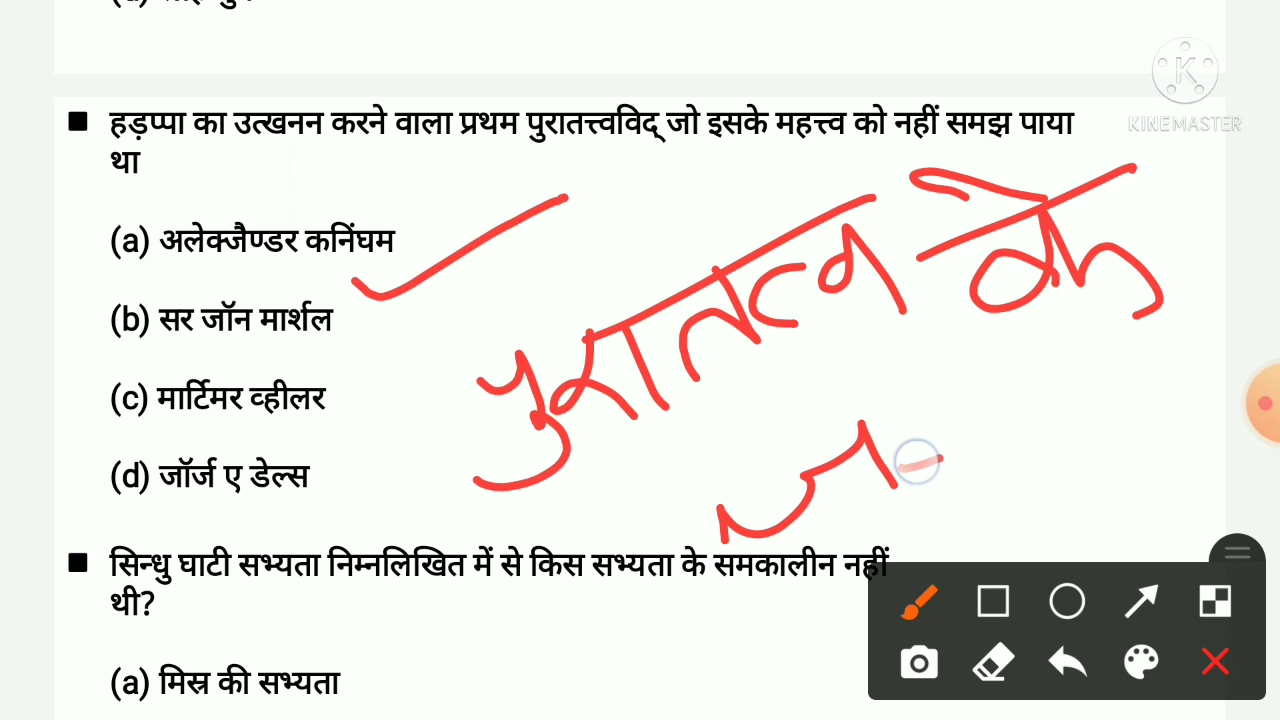 हड़प्पा का उत्खनन करने वाला प्रथम पुरातत्त्वविद् जो इसके महत्त्व को नहीं समझ पाया
था
KINEMASTER
(a) अलेक्जैण्डर कनिंघम
(b) सर जॉन मार्शल
पुरातत्व के
(c) मार्टिमर व्हीलर
(d) जॉर्ज ए डेल्स
सिन्धु घाटी सभ्यता निम्नलिखित में से किस सभ्यता के समकालीन नहीं
थी?
(a) मिस्र की सभ्यता